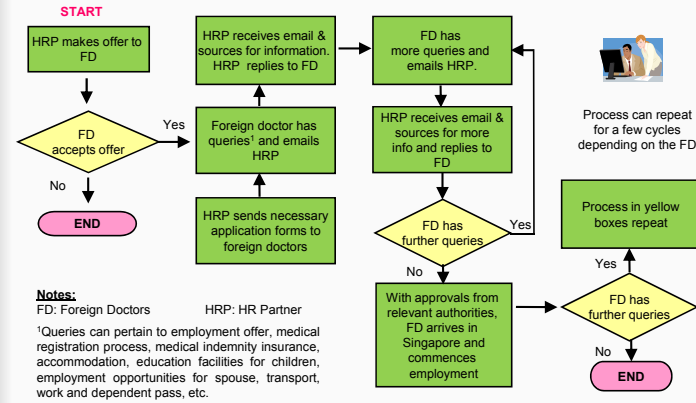 START
HRP makes offer to
FD
FD
accepts offer
Yes
No
END
HRP receives email &
sources for information.
HRP replies to FD
Foreign doctor has
queries¹ and emails
HRP
HRP sends necessary
application forms to
foreign doctors
FD has
more queries and
emails HRP.
HRP receives email &
sources for more
info and replies to
FD
FD has
further queries
Yes
No
With approvals from
relevant authorities,
FD arrives in
Singapore and
commences
employment
Process can repeat
for a few cycles
depending on the FD
Process in yellow
boxes repeat
Yes
FD has
further queries
No
END
Notes:
FD: Foreign Doctors HRP: HR Partner
¹Queries can pertain to employment offer, medical
registration process, medical indemnity insurance,
accommodation, education facilities for children,
employment opportunities for spouse, transport,
work and dependent pass, etc.